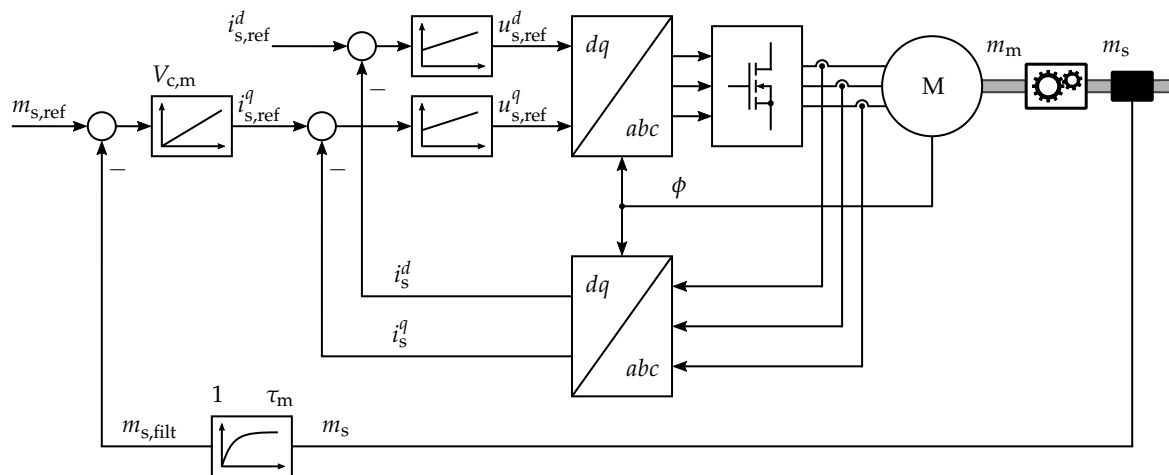 i^d_s,ref
u^d_s,ref
dq
m_m
m_s
V_c,m
M
m_s,ref
i^q_s,ref
u^q_s,ref
abc
−
−
−
ϕ
i^d_s
dq
i^q_s
abc
1
τ_m
m_s,filt
m_s